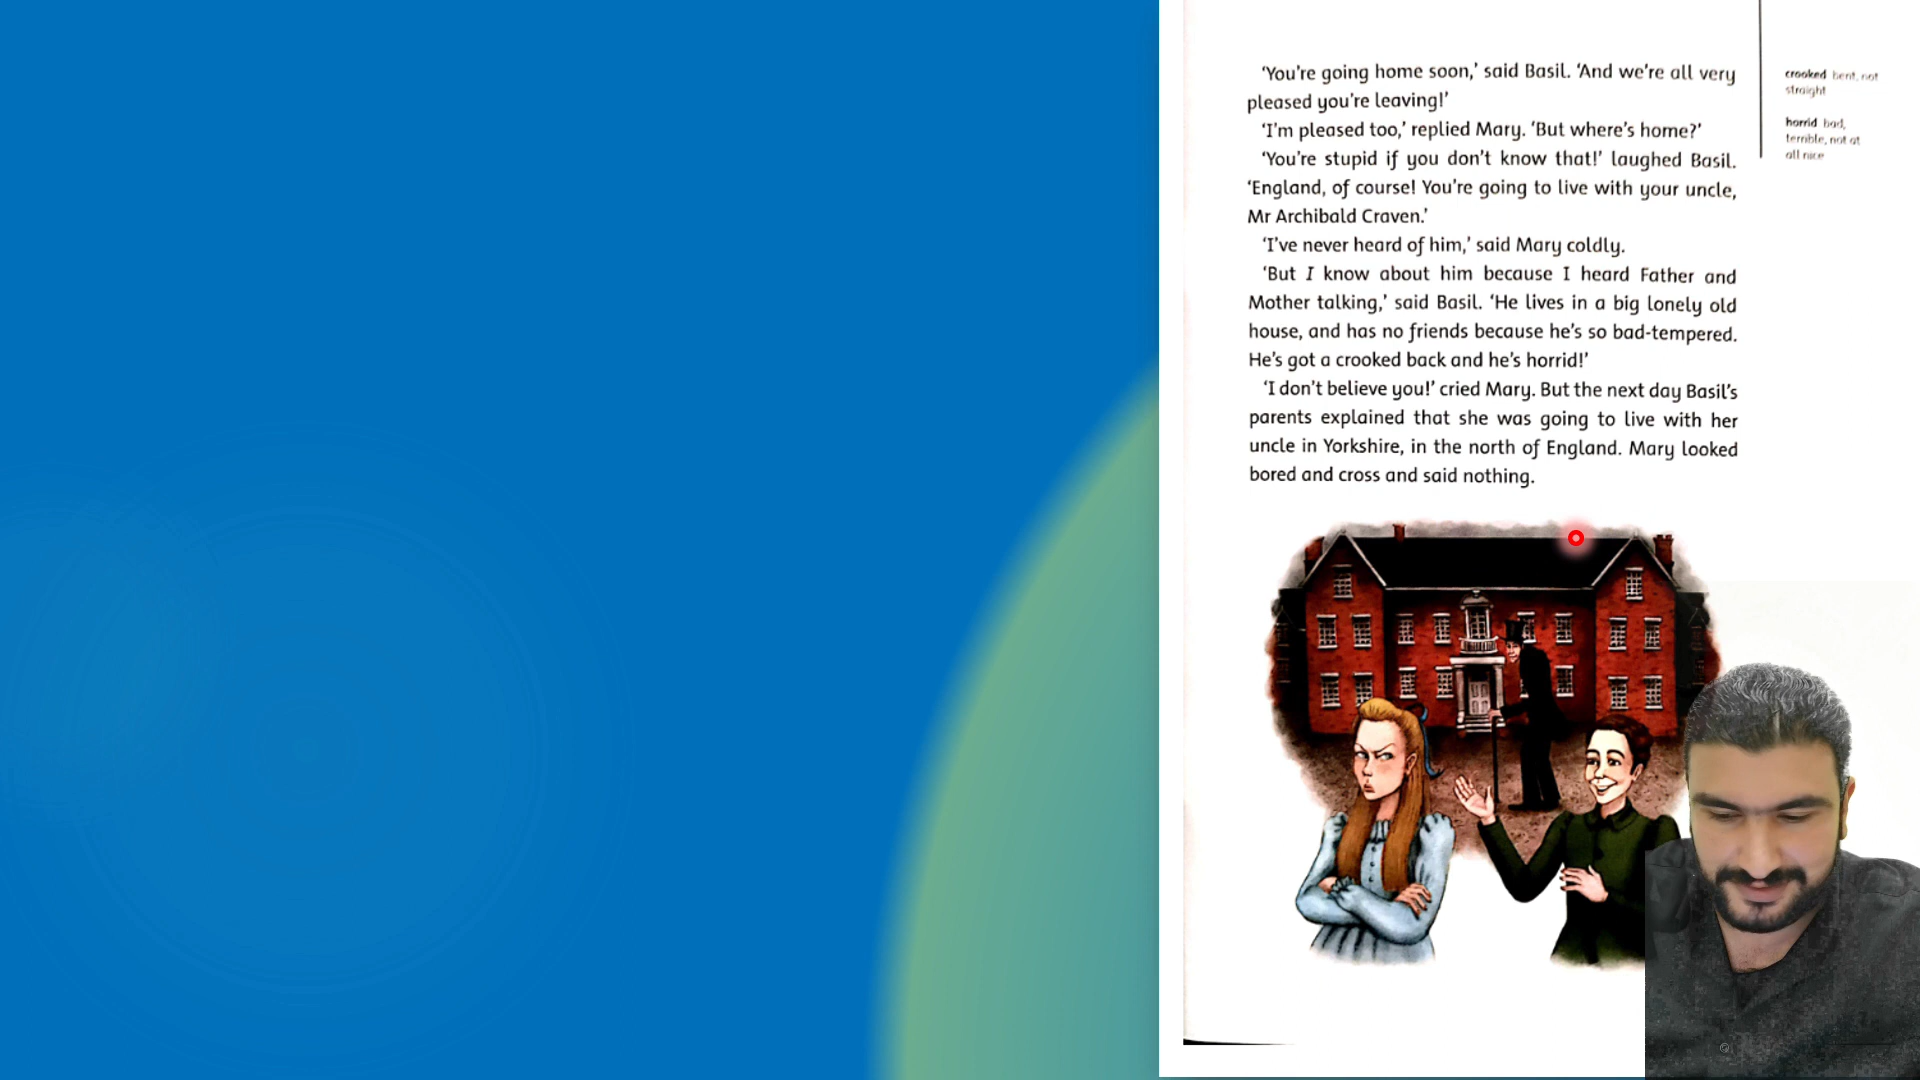 'You're going home soon,' said Basil. 'And we're all very
pleased you're leaving!'
'I'm pleased too,' replied Mary. 'But where's home?'
'You're stupid if you don't know that!' laughed Basil.
'England, of course! You're going to live with your uncle,
Mr Archibald Craven.'
'I've never heard of him,' said Mary coldly.
'But I know about him because I heard Father and
Mother talking,' said Basil. 'He lives in a big lonely old
house, and has no friends because he's so bad-tempered.
He's got a crooked back and he's horrid!'
'I don't believe you!' cried Mary. But the next day Basil's
parents explained that she was going to live with her
uncle in Yorkshire, in the north of England. Mary looked
bored and cross and said nothing.
crooked bent, not
straight
horrid bad,
terrible, not at
all nice